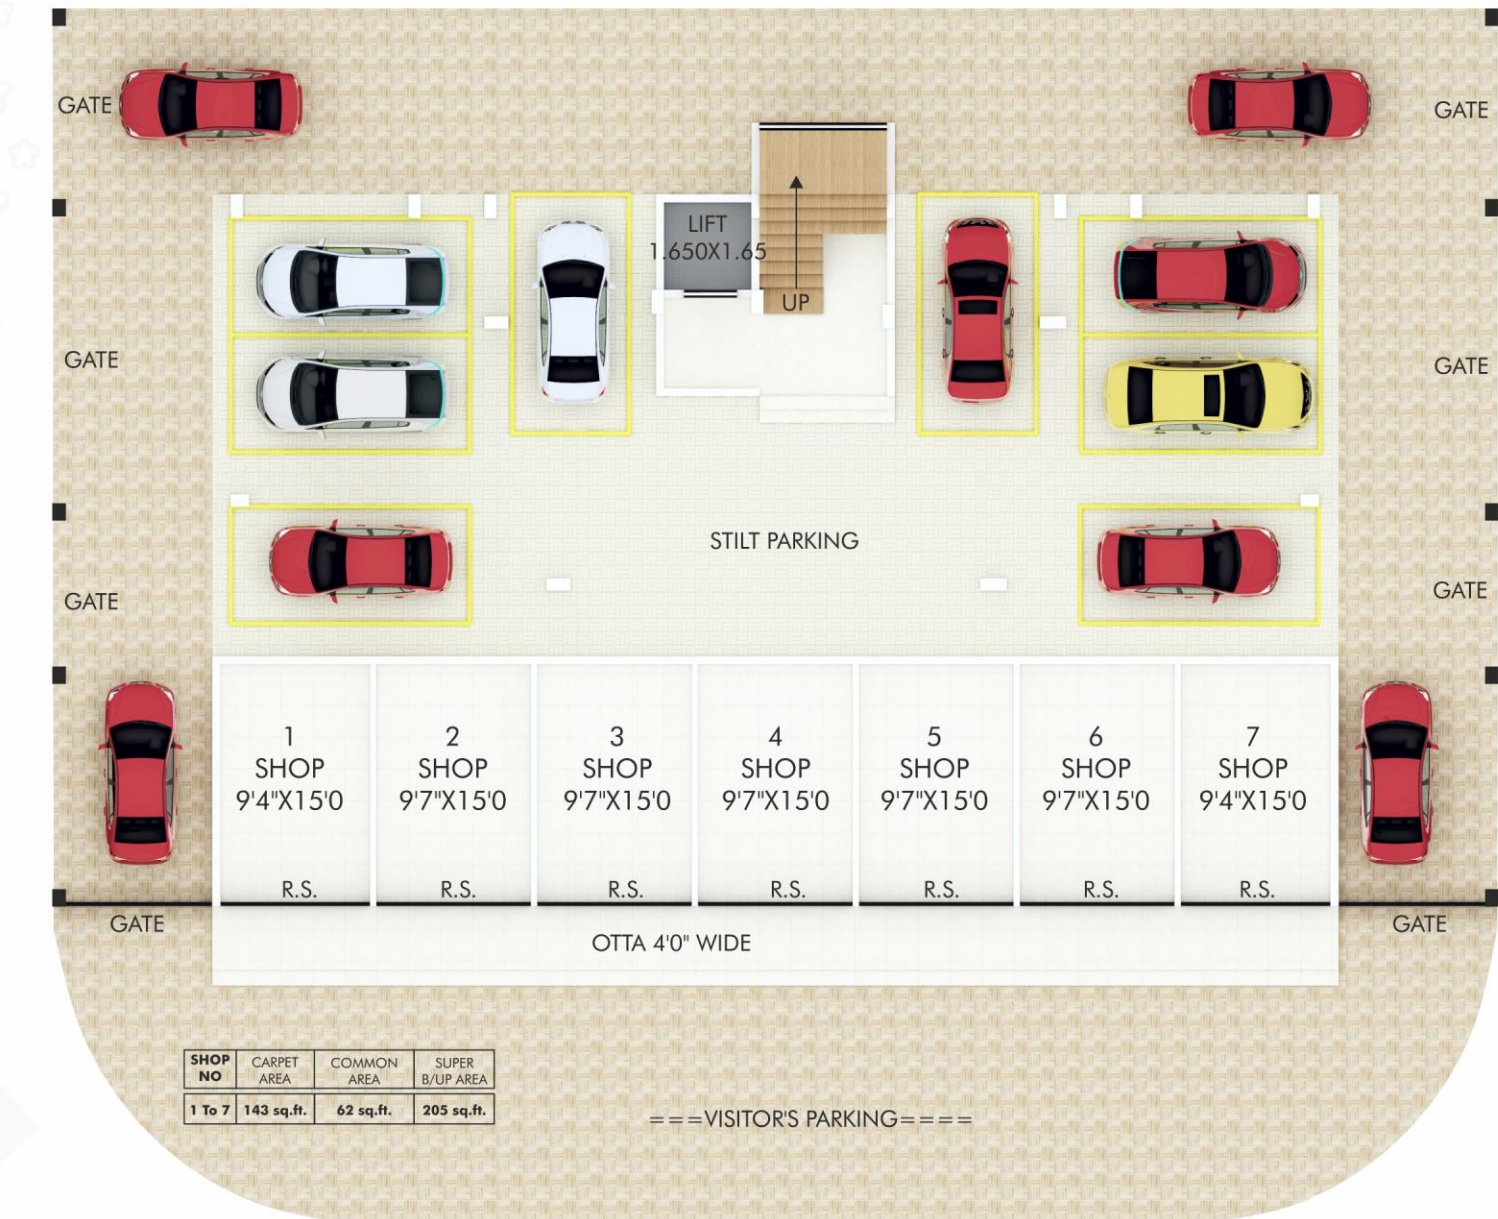 GATE
GATE
LIFT
1.650X1.65
UP
GATE
GATE
STILT PARKING
GATE
GATE
1
SHOP
9'4"X15'0
R.S.
2
SHOP
9'7"X15'0
R.S.
3
SHOP
9'7"X15'0
R.S.
4
SHOP
9'7"X15'0
R.S.
5
SHOP
9'7"X15'0
R.S.
6
SHOP
9'7"X15'0
R.S.
7
SHOP
9'4"X15'0
R.S.
GATE
GATE
OTTA 4'0" WIDE
SHOP NO CARPET AREA COMMON AREA SUPER B/UP AREA
1 To 7 143 sq.ft. 62 sq.ft. 205 sq.ft.
===VISITOR'S PARKING====